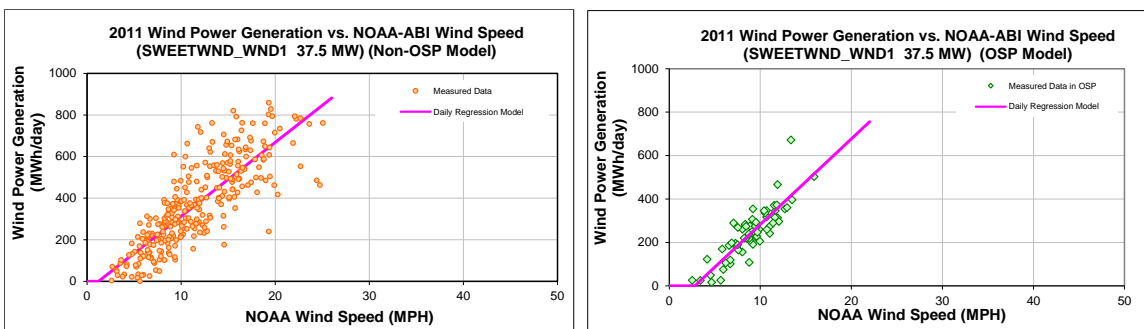 2011 Wind Power Generation vs. NOAA-ABI Wind Speed
(SWEETWND_WND1 37.5 MW) (Non-OSP Model)
Wind Power Generation
(MWh/day)
1000
800
600
400
200
0
0 10 20 30 40 50
NOAA Wind Speed (MPH)
Measured Data
Daily Regression Model
2011 Wind Power Generation vs. NOAA-ABI Wind Speed
(SWEETWND_WND1 37.5 MW) (OSP Model)
Wind Power Generation
(MWh/day)
1000
800
600
400
200
0
0 10 20 30 40 50
NOAA Wind Speed (MPH)
Measured Data in OSP
Daily Regression Model